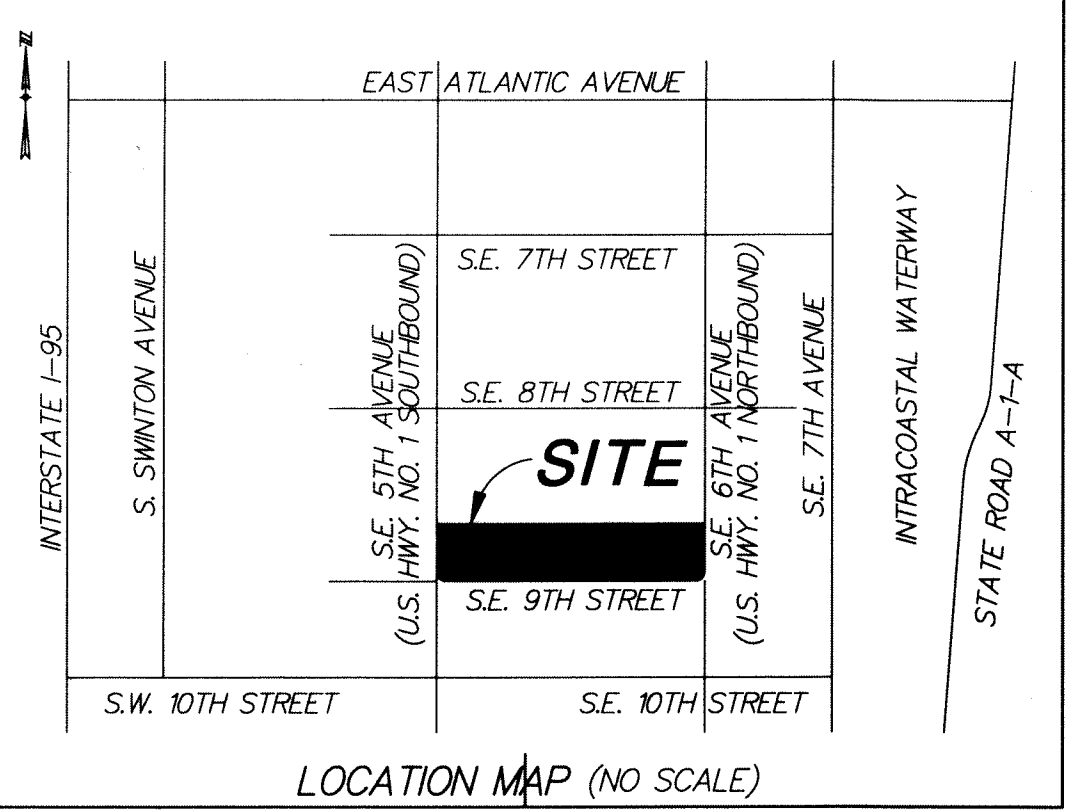 N
EAST ATLANTIC AVENUE
S.E. 7TH STREET
S.E. 8TH STREET
SITE
S.E. 9TH STREET
S.W. 10TH STREET
S.E. 10TH STREET
INTERSTATE I-95
S. SWINTON AVENUE
S.E. 5TH AVENUE
(U.S. HWY. NO. 1 SOUTHBOUND)
S.E. 6TH AVENUE
(U.S. HWY. NO. 1 NORTHBOUND)
S.E. 7TH AVENUE
INTRACOASTAL WATERWAY
STATE ROAD A-1-A
LOCATION MAP (NO SCALE)